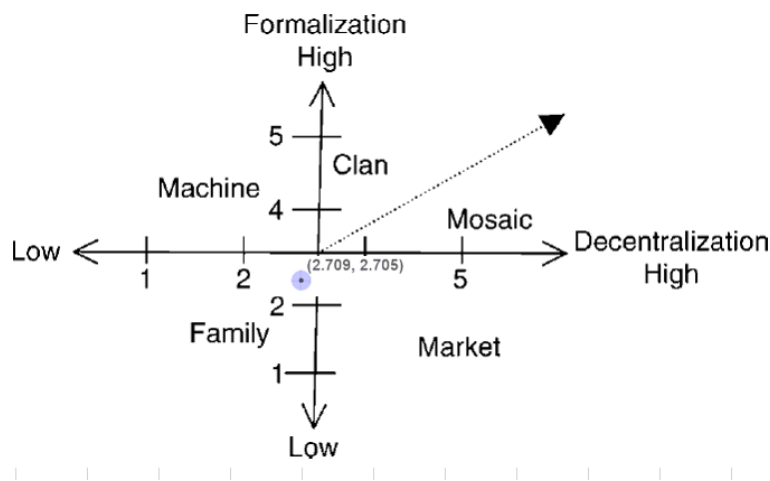 Formalization
High
5
Clan
Machine
4
Mosaic
Low
Decentralization
High
(2.709, 2.705)
1
2
5
2
Family
Market
1
Low